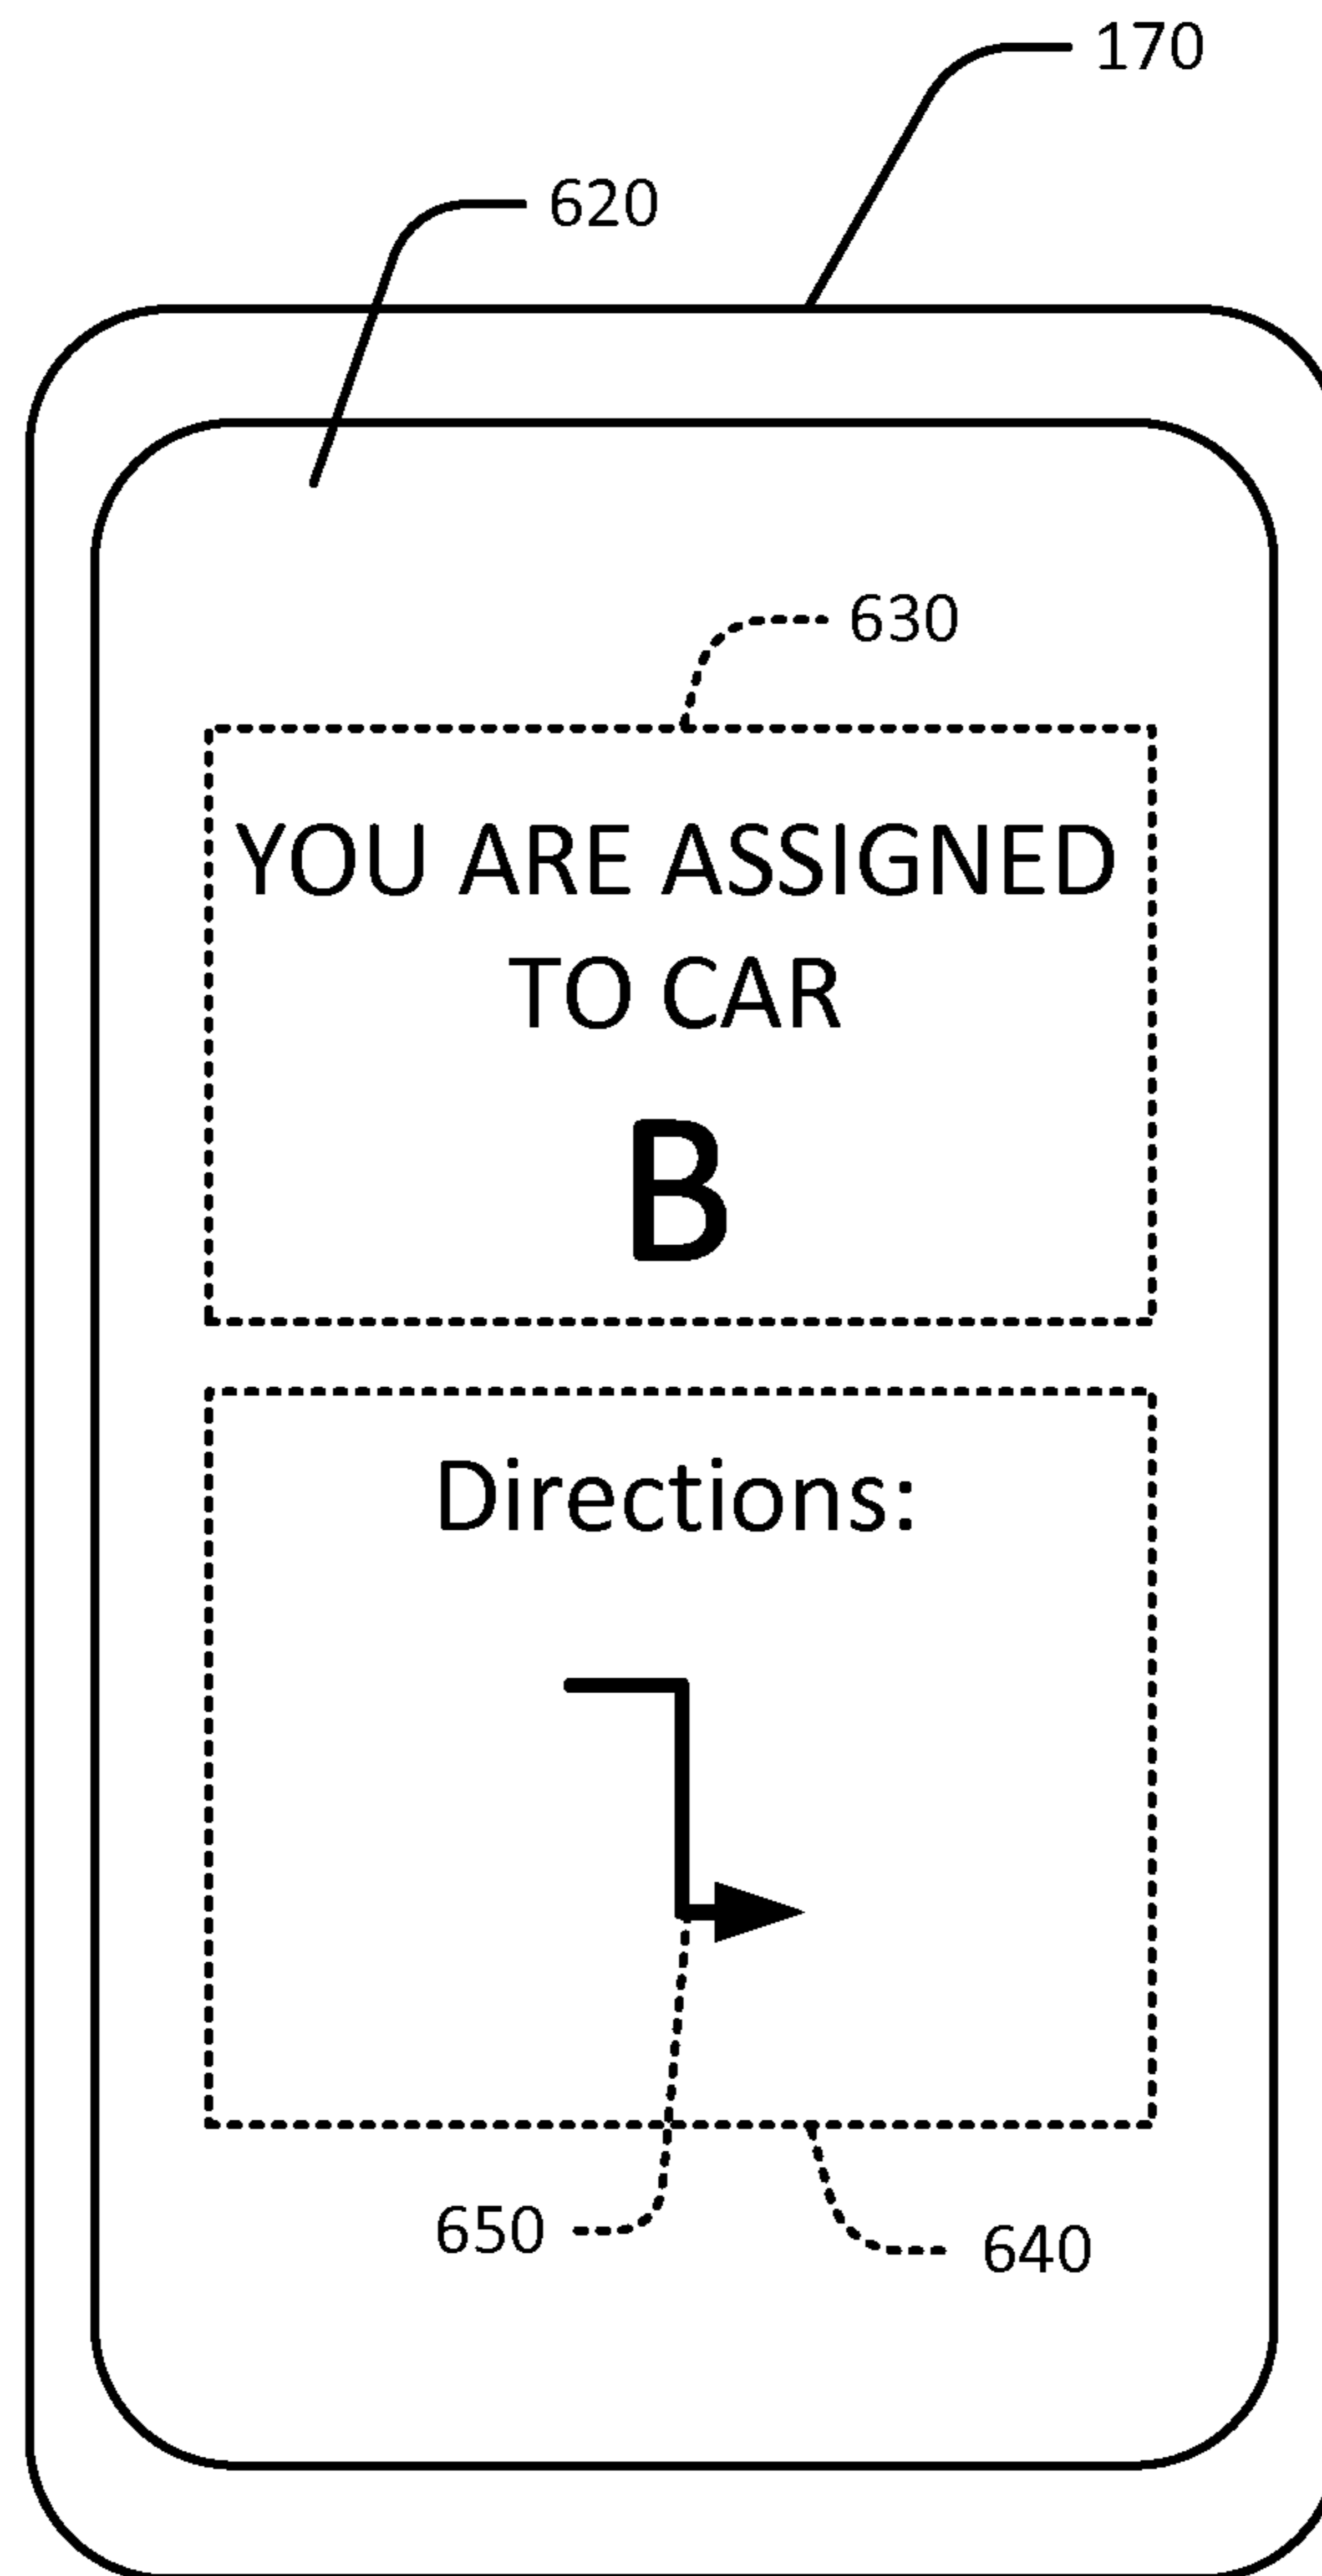 170
620
630
YOU ARE ASSIGNED
TO CAR
B
Directions:
650
640